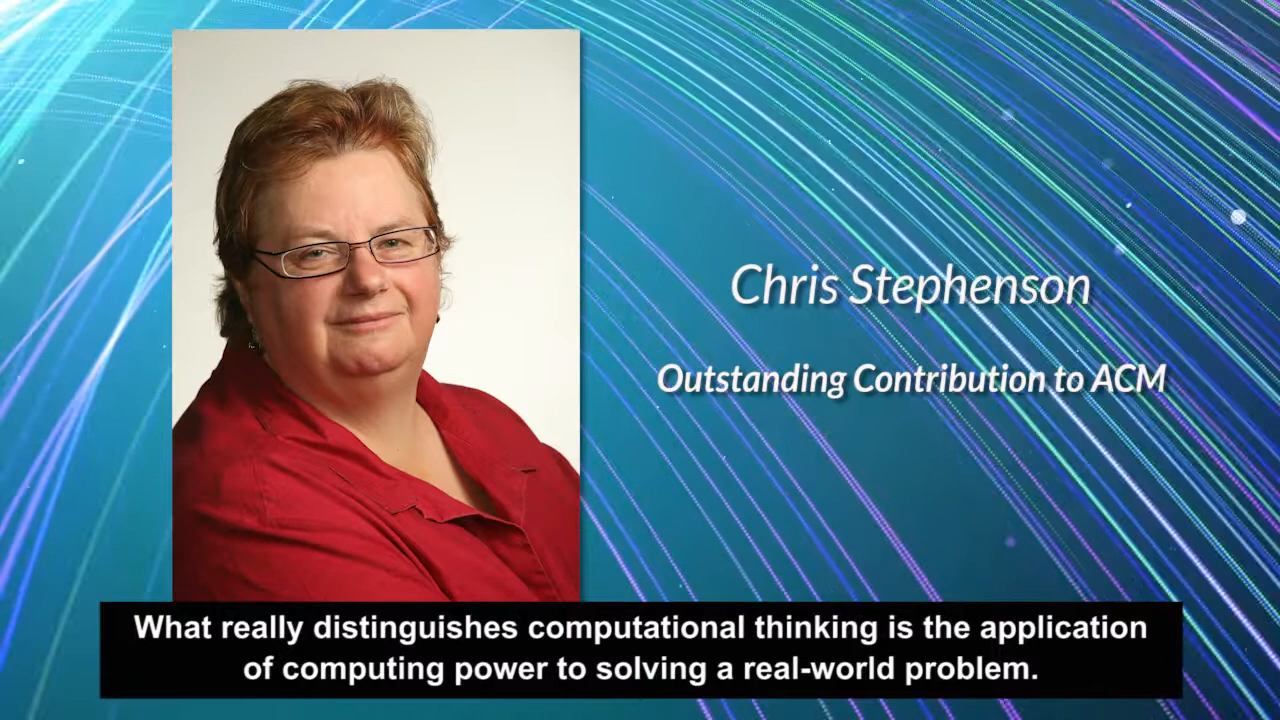 Chris Stephenson
Outstanding Contribution to ACM
What really distinguishes computational thinking is the application
of computing power to solving a real-world problem.